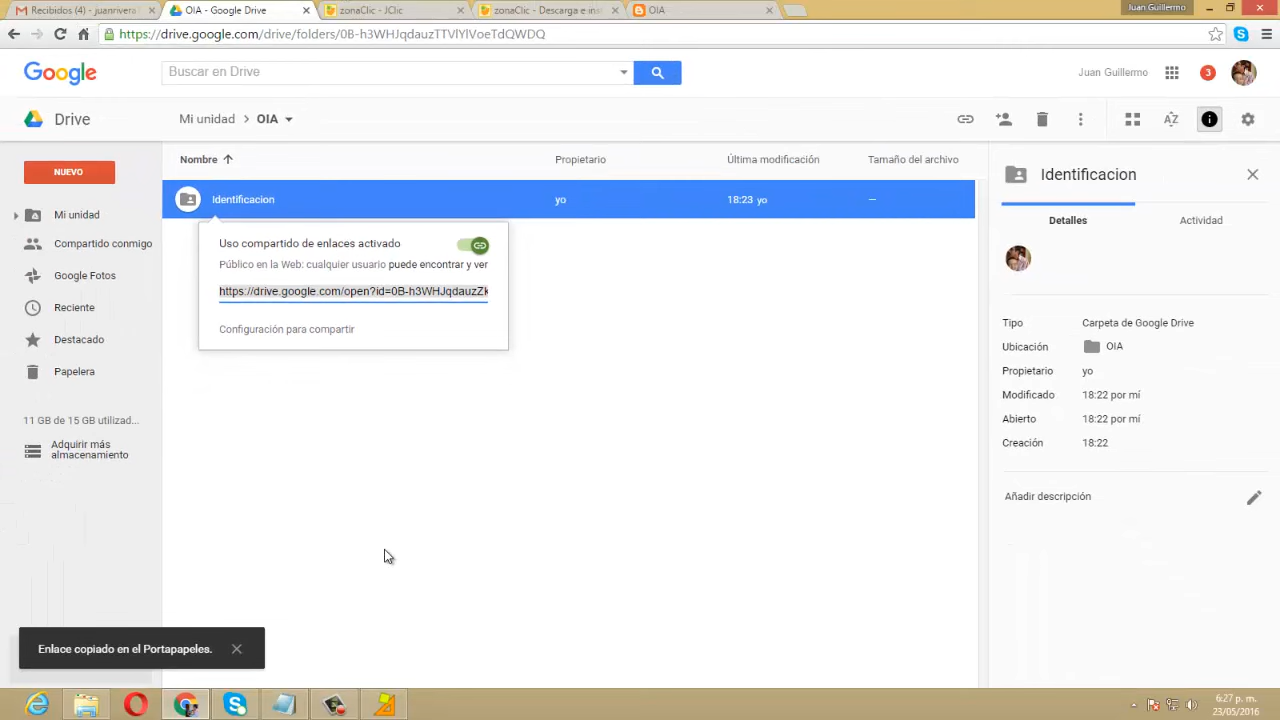 Recibidos (4) - juanrivera
OIA - Google Drive
zonaClic - JClic
zonaClic - Descarga e inst
OIA
Juan Guillermo
https://drive.google.com/drive/folders/0B-h3WHJqdauzTTVlYlVoeTdQWDQ
Google
Buscar en Drive
Juan Guillermo
3
Drive
Mi unidad > OIA
NUEVO
Mi unidad
Compartido conmigo
Google Fotos
Reciente
Destacado
Papelera
11 GB de 15 GB utilizad...
Adquirir más
almacenamiento
Nombre
Propietario
Última modificación
Tamaño del archivo
Identificacion
yo
18:23 yo
—
Uso compartido de enlaces activado
Público en la Web: cualquier usuario puede encontrar y ver
https://drive.google.com/open?id=0B-h3WHJqdauzZk
Configuración para compartir
Identificacion
Detalles
Actividad
Tipo Carpeta de Google Drive
Ubicación OIA
Propietario yo
Modificado 18:22 por mí
Abierto 18:22 por mí
Creación 18:22
Añadir descripción
Enlace copiado en el Portapapeles.
6:27 p. m.
23/05/2016